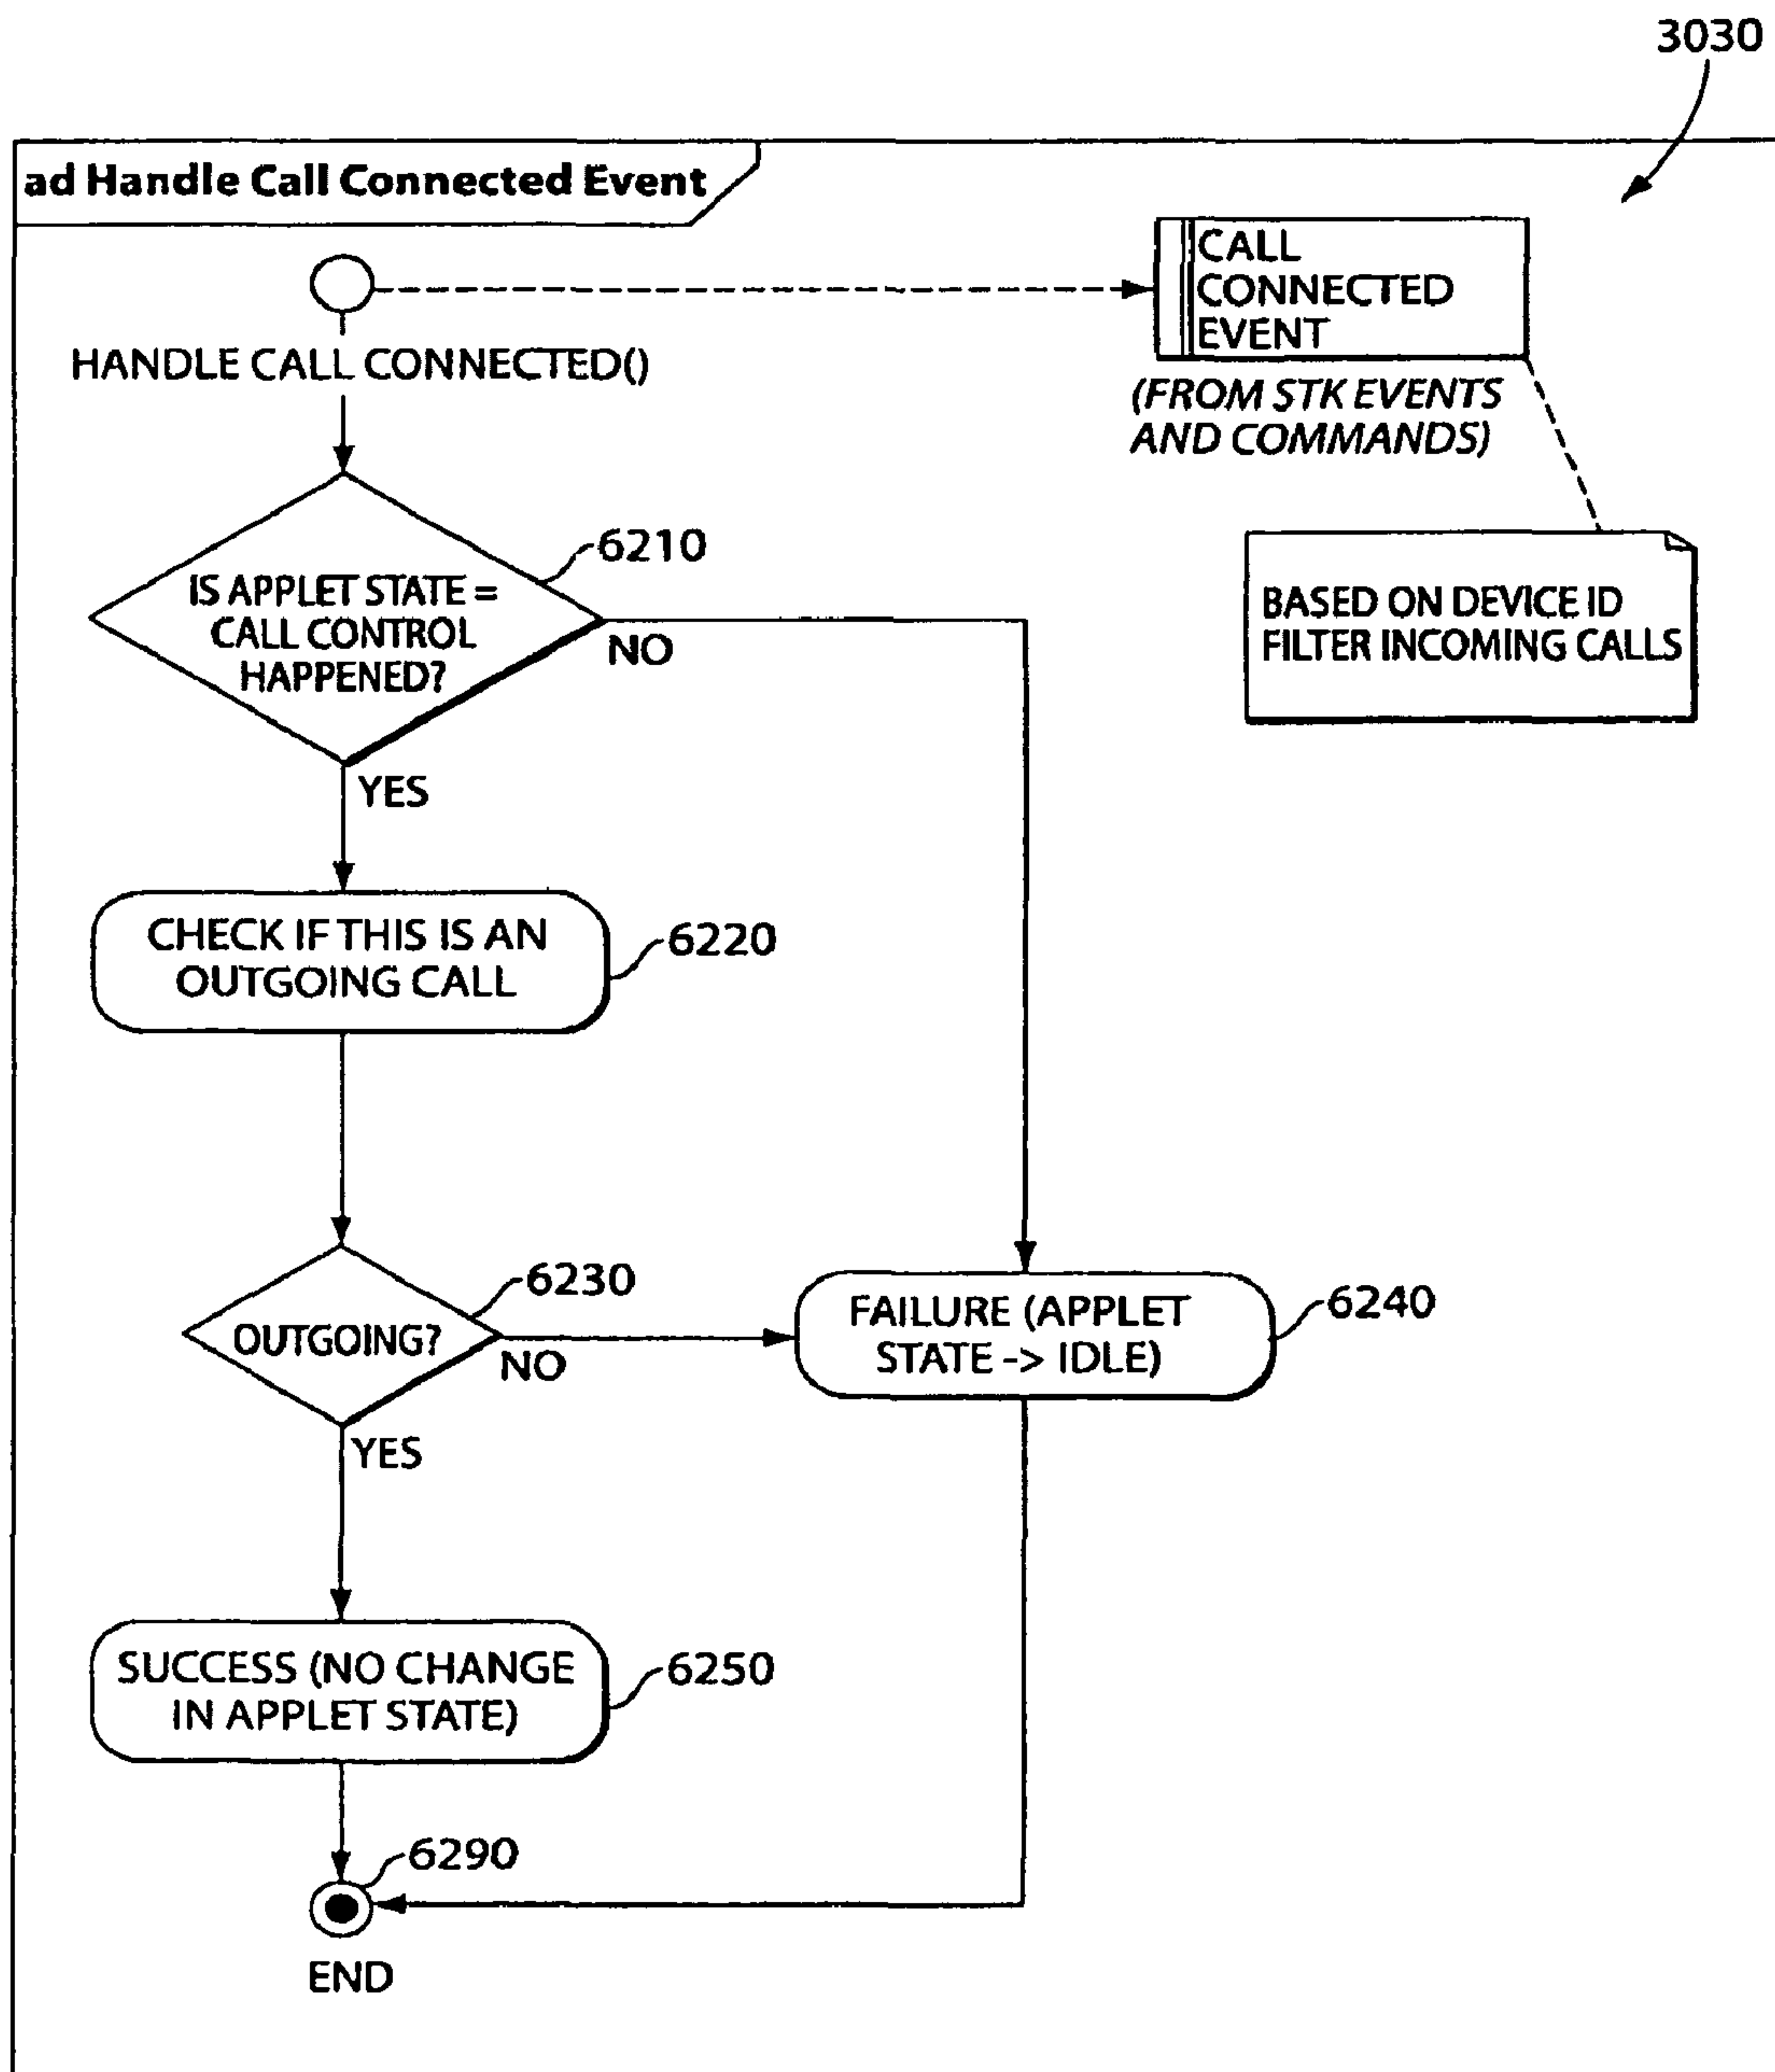 3030
ad Handle Call Connected Event
CALL
CONNECTED
EVENT
(FROM STK EVENTS
AND COMMANDS)
HANDLE CALL CONNECTED()
BASED ON DEVICE ID
FILTER INCOMING CALLS
6210
IS APPLET STATE =
CALL CONTROL
HAPPENED?
NO
YES
CHECK IF THIS IS AN
OUTGOING CALL
6220
6230
OUTGOING?
NO
YES
FAILURE (APPLET
STATE -> IDLE)
6240
SUCCESS (NO CHANGE
IN APPLET STATE)
6250
6290
END